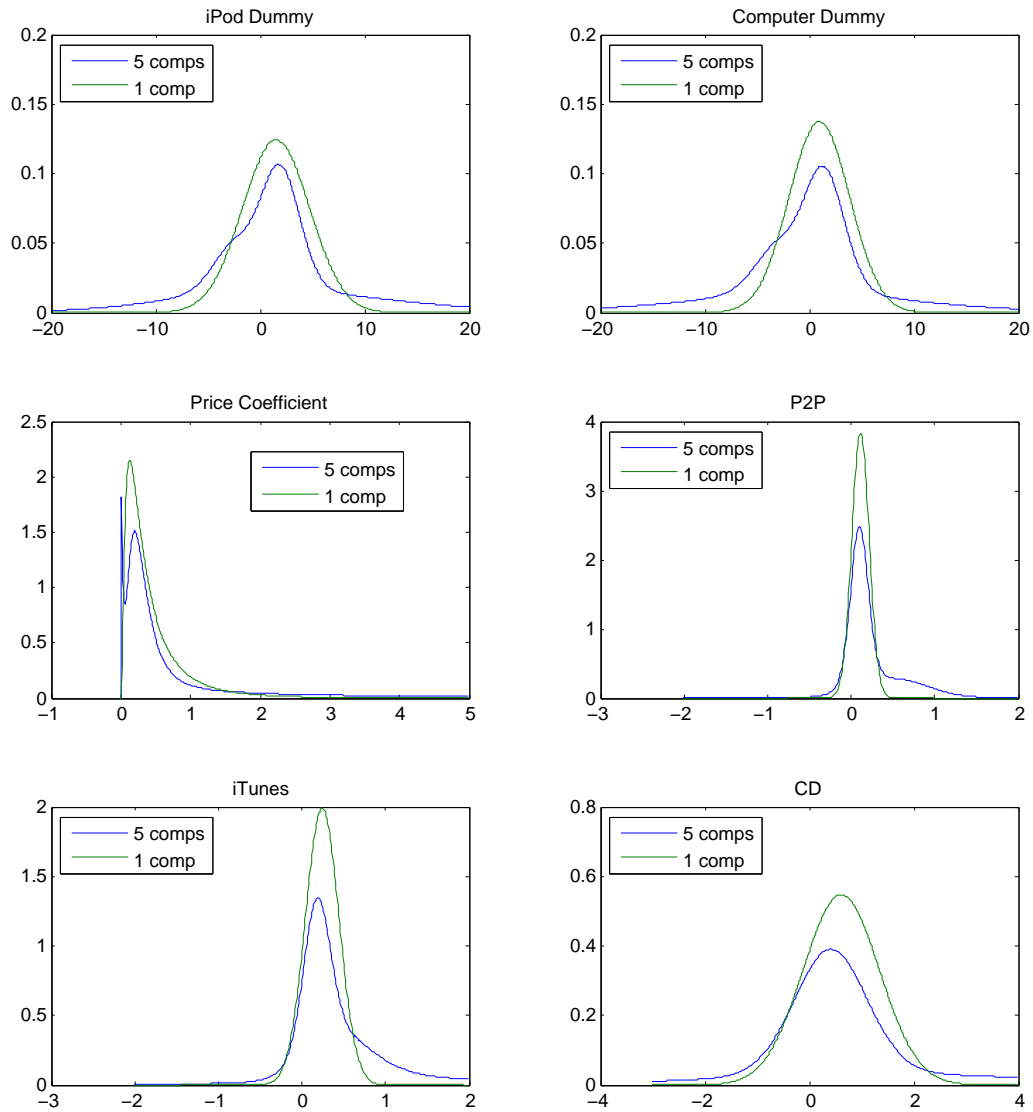 iPod Dummy
5 comps
1 comp
0.2
0.15
0.1
0.05
0
−20 −10 0 10 20
Computer Dummy
5 comps
1 comp
0.2
0.15
0.1
0.05
0
−20 −10 0 10 20
Price Coefficient
5 comps
1 comp
2.5
2
1.5
1
0.5
0
−1 0 1 2 3 4 5
P2P
5 comps
1 comp
4
3
2
1
0
−3 −2 −1 0 1 2
iTunes
5 comps
1 comp
2
1.5
1
0.5
0
−3 −2 −1 0 1 2
CD
5 comps
1 comp
0.8
0.6
0.4
0.2
0
−4 −2 0 2 4